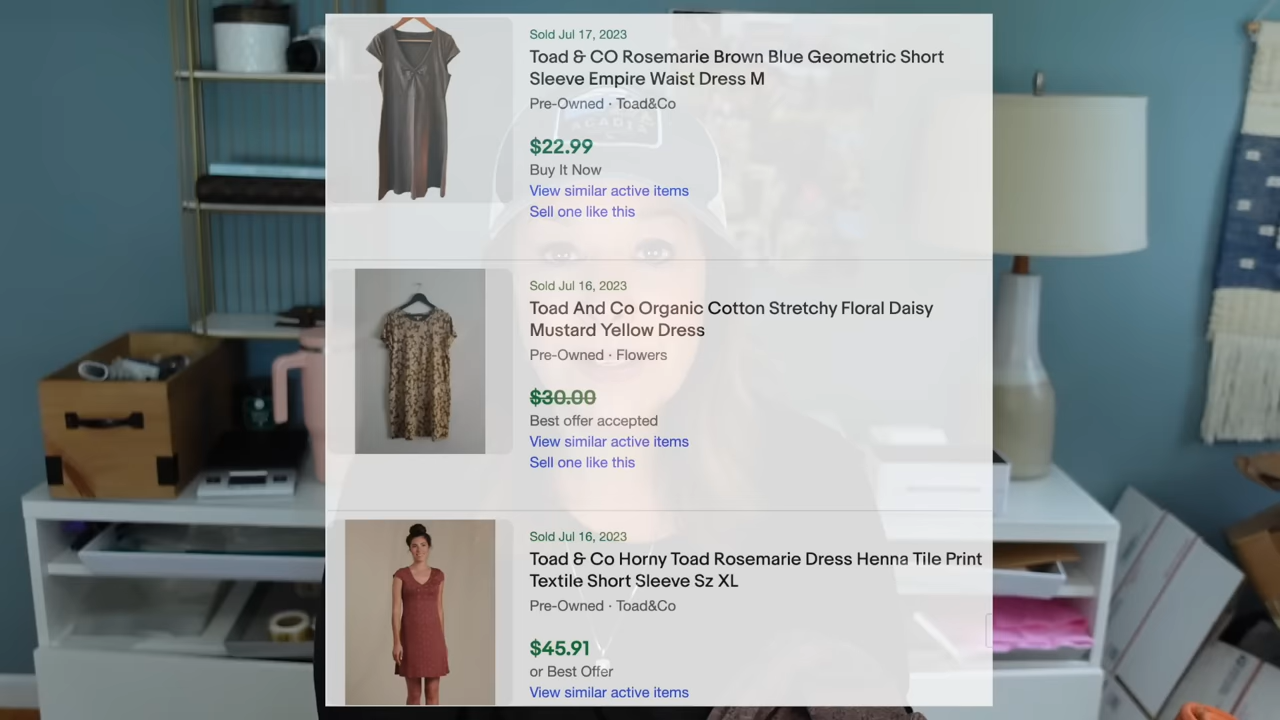 Sold Jul 17, 2023
Toad & CO Rosemarie Brown Blue Geometric Short
Sleeve Empire Waist Dress M
Pre-Owned · Toad&Co
$22.99
Buy It Now
View similar active items
Sell one like this
ACADIA
Sold Jul 16, 2023
Toad And Co Organic Cotton Stretchy Floral Daisy
Mustard Yellow Dress
Pre-Owned · Flowers
$30.00
Best offer accepted
View similar active items
Sell one like this
Sold Jul 16, 2023
Toad & Co Horny Toad Rosemarie Dress Henna Tile Print
Textile Short Sleeve Sz XL
Pre-Owned · Toad&Co
$45.91
or Best Offer
View similar active items